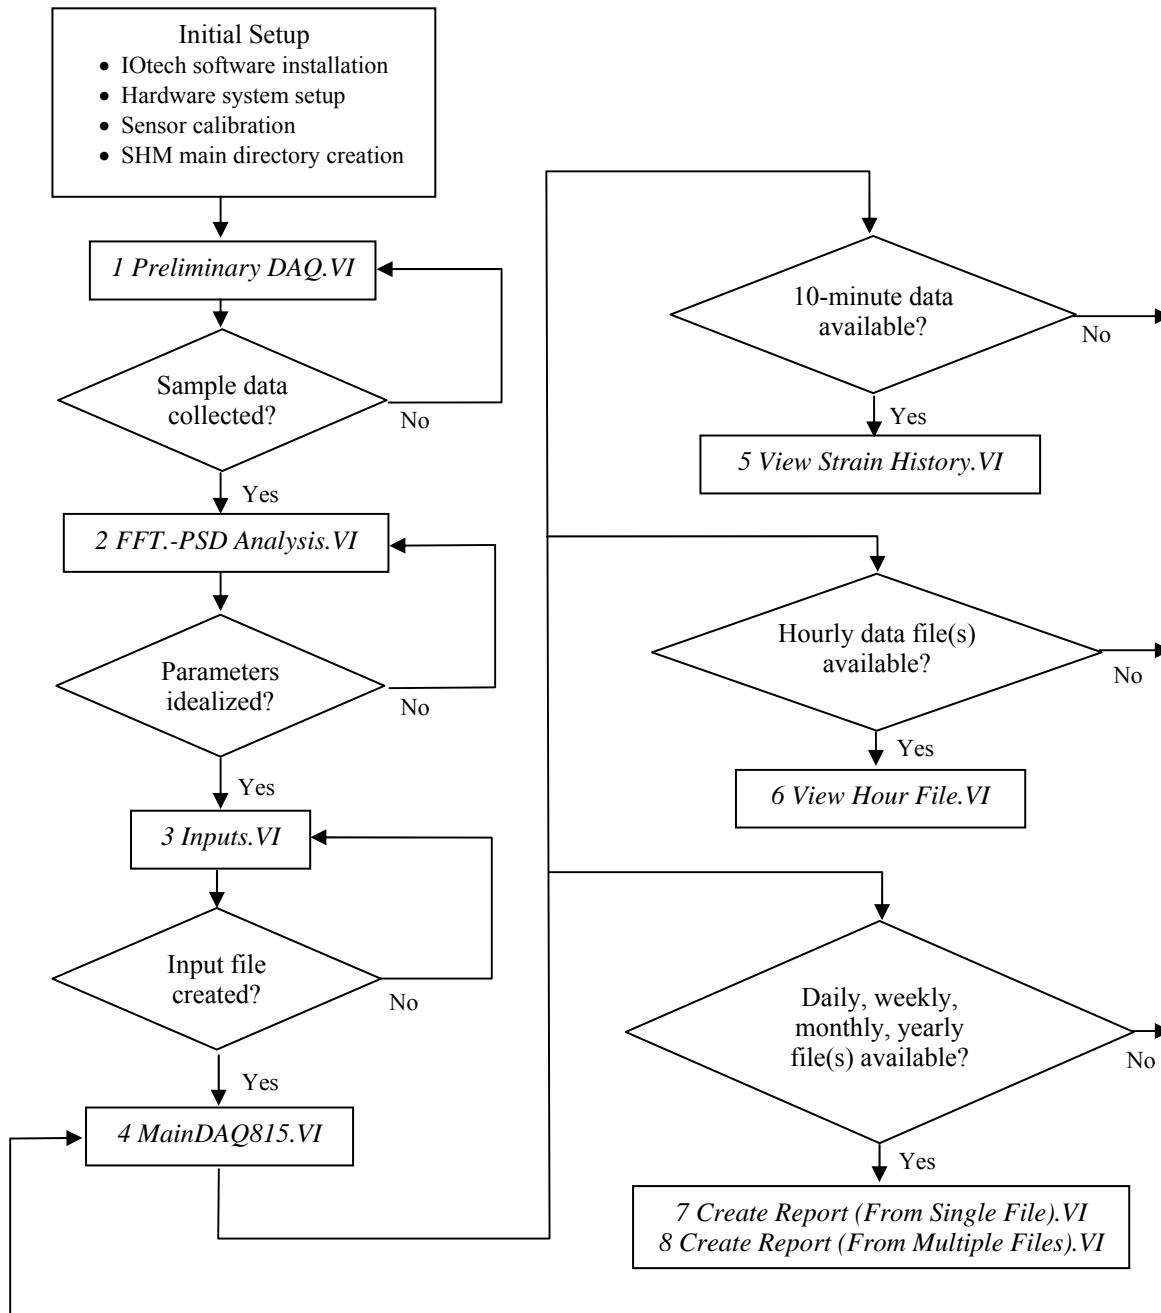 Initial Setup
• IOtech software installation
• Hardware system setup
• Sensor calibration
• SHM main directory creation
1 Preliminary DAQ.VI
Sample data
collected?
No
Yes
2 FFT.-PSD Analysis.VI
Parameters
idealized?
No
Yes
3 Inputs.VI
Input file
created?
No
Yes
4 MainDAQ815.VI
10-minute data
available?
No
Yes
5 View Strain History.VI
Hourly data file(s)
available?
No
Yes
6 View Hour File.VI
Daily, weekly,
monthly, yearly
file(s) available?
No
Yes
7 Create Report (From Single File).VI
8 Create Report (From Multiple Files).VI